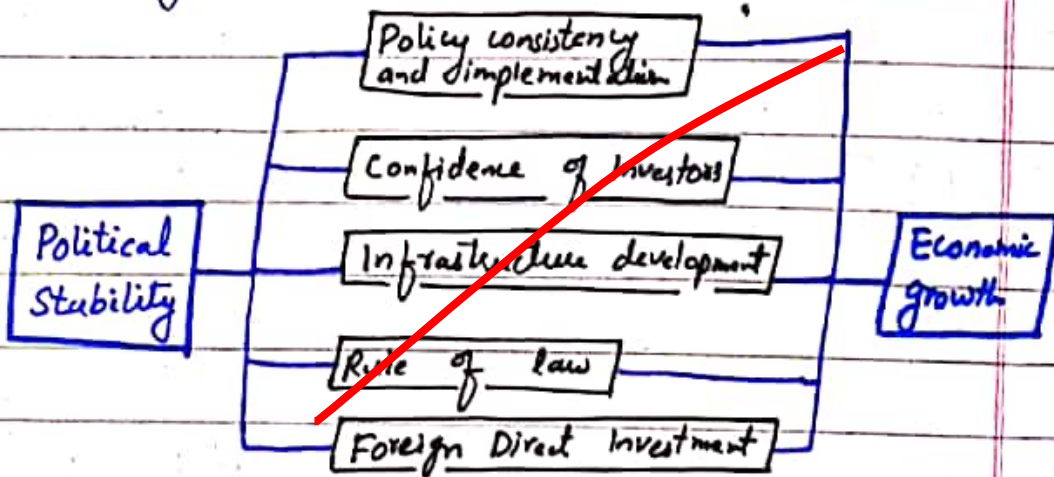 Policy consistency
and implementation
Confidence of Investors
Infrastructure development
Political
Stability
Economic
growth
Rule of law
Foreign Direct Investment